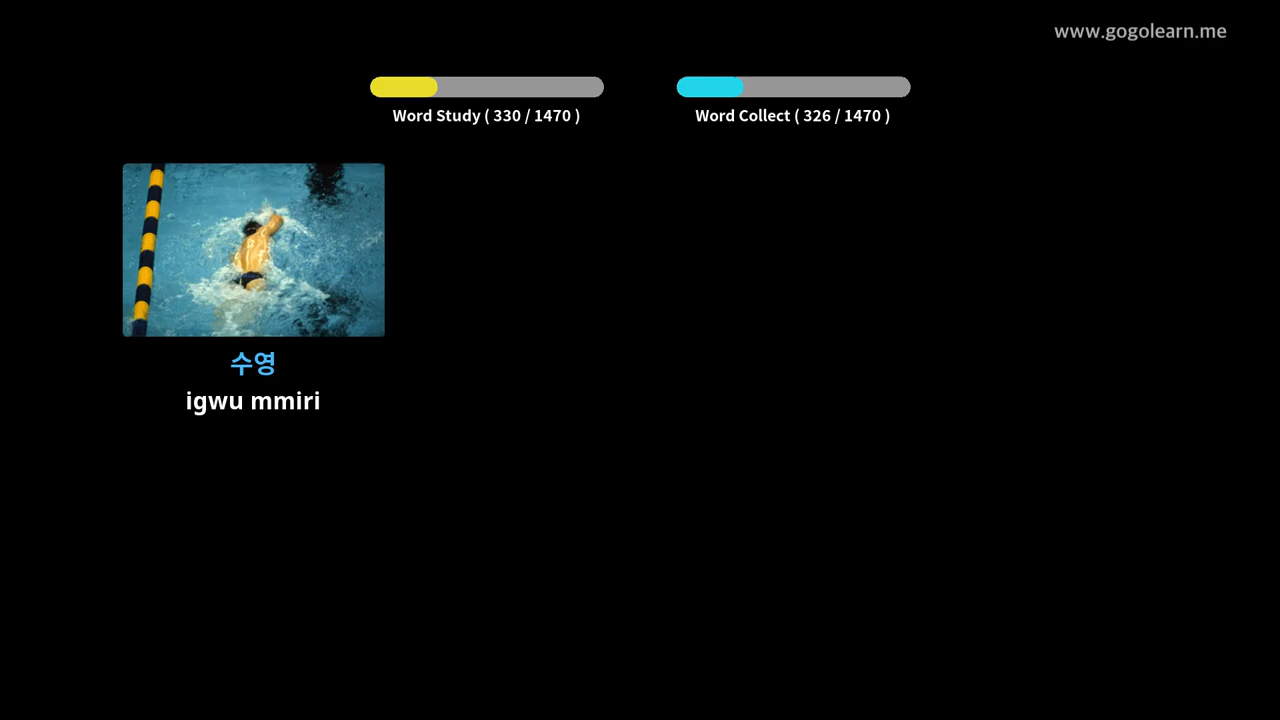 www.gogolearn.me
Word Study ( 330 / 1470 )
Word Collect ( 326 / 1470 )
수영
igwu mmiri